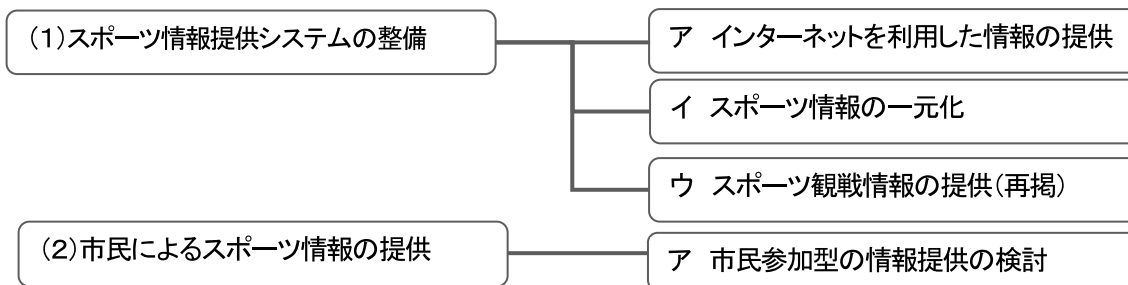 (1)スポーツ情報提供システムの整備
ア インターネットを利用した情報の提供
イ スポーツ情報の一元化
ウ スポーツ観戦情報の提供(再掲)
(2)市民によるスポーツ情報の提供
ア 市民参加型の情報提供の検討